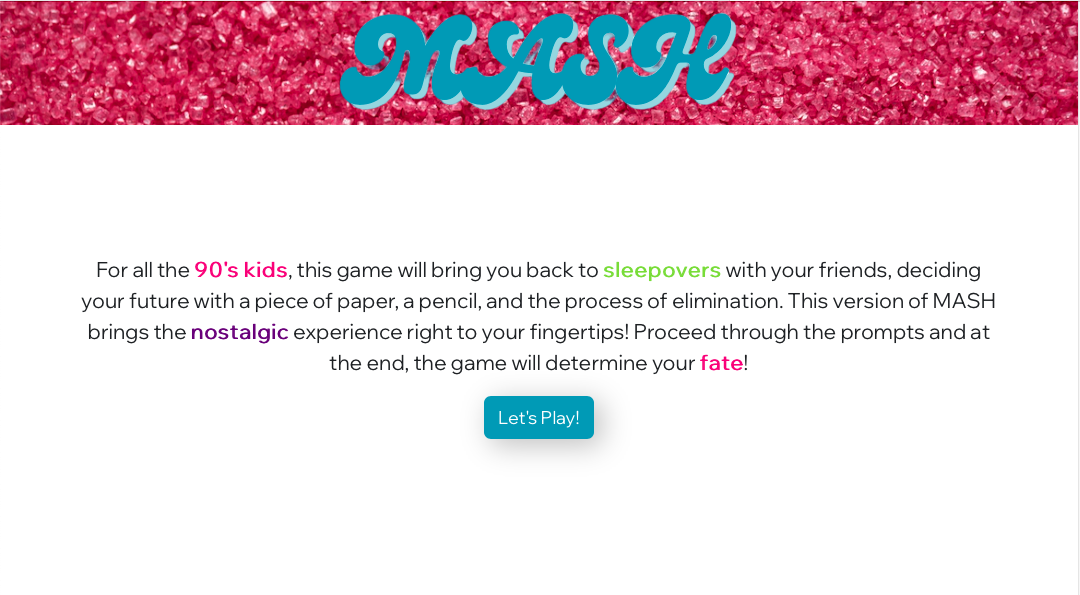 MASH
For all the 90's kids, this game will bring you back to sleepovers with your friends, deciding
your future with a piece of paper, a pencil, and the process of elimination. This version of MASH
brings the nostalgic experience right to your fingertips! Proceed through the prompts and at
the end, the game will determine your fate!
Let's Play!